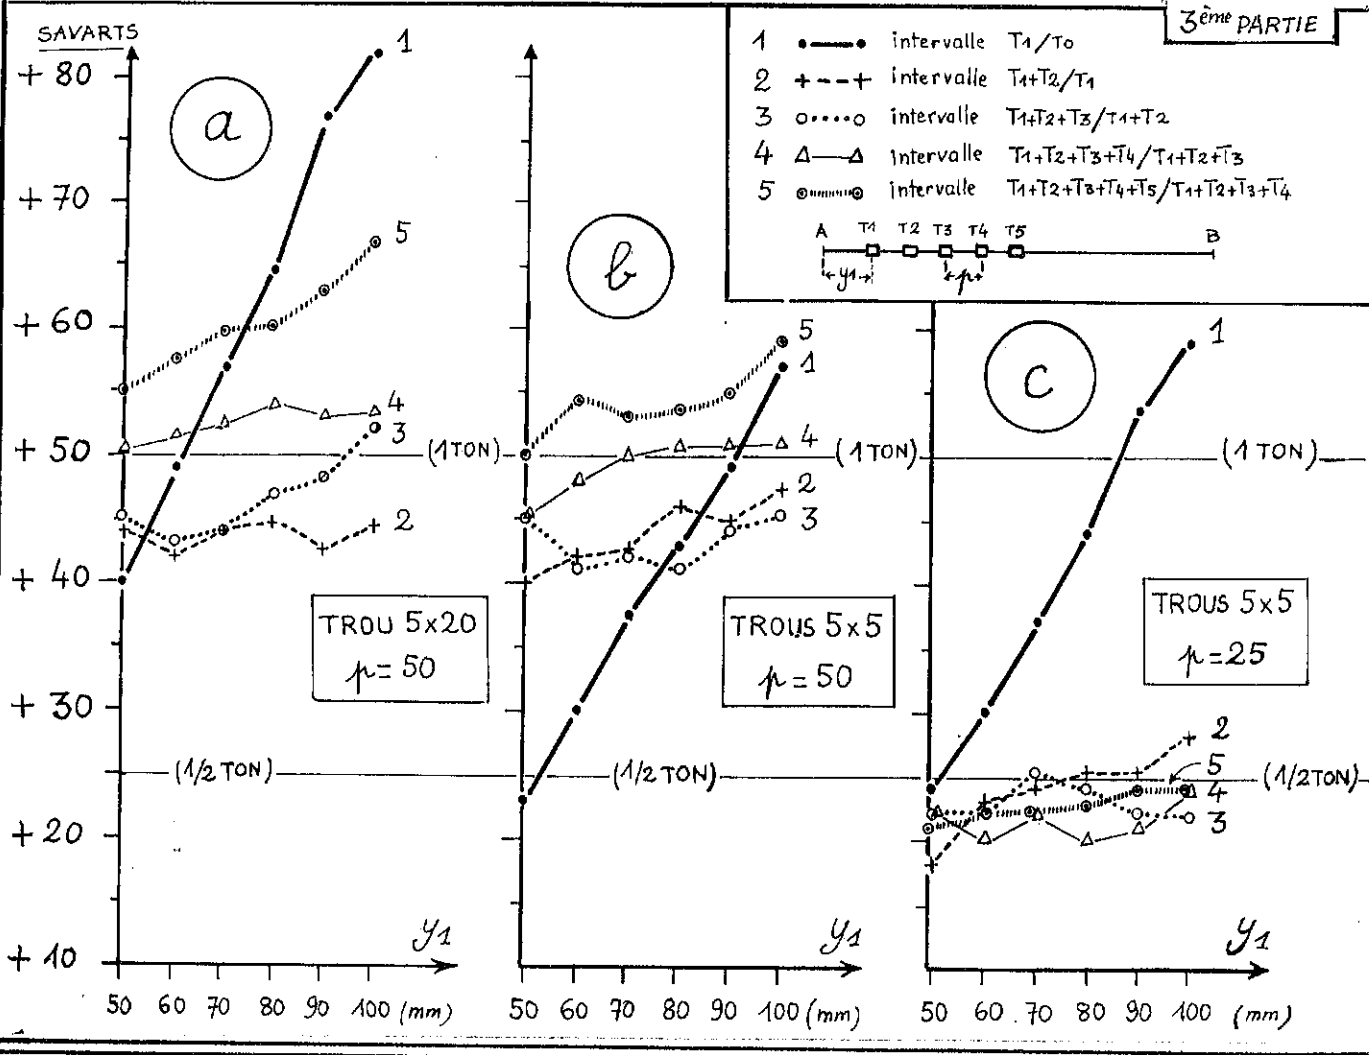 3ème PARTIE
SAVARTS
1 intervalle T1/T0
2 intervalle T1+T2/T1
3 intervalle T1+T2+T3/T1+T2
4 intervalle T1+T2+T3+T4/T1+T2+T3
5 intervalle T1+T2+T3+T4+T5/T1+T2+T3+T4
A T1 T2 T3 T4 T5 B
y1 p
+ 80
+ 70
+ 60
+ 50
+ 40
+ 30
+ 20
+ 10
a
1
5
4
3
2
(1 TON)
TROU 5x20
p= 50
(1/2 TON)
y1
50 60 70 80 90 100 (mm)
b
5
1
4
2
3
(1 TON)
TROUS 5x5
p = 50
(1/2 TON)
y1
50 60 70 80 90 100 (mm)
c
1
(1 TON)
TROUS 5x5
p =25
2
5
4
3
(1/2 TON)
y1
50 60 70 80 90 100 (mm)